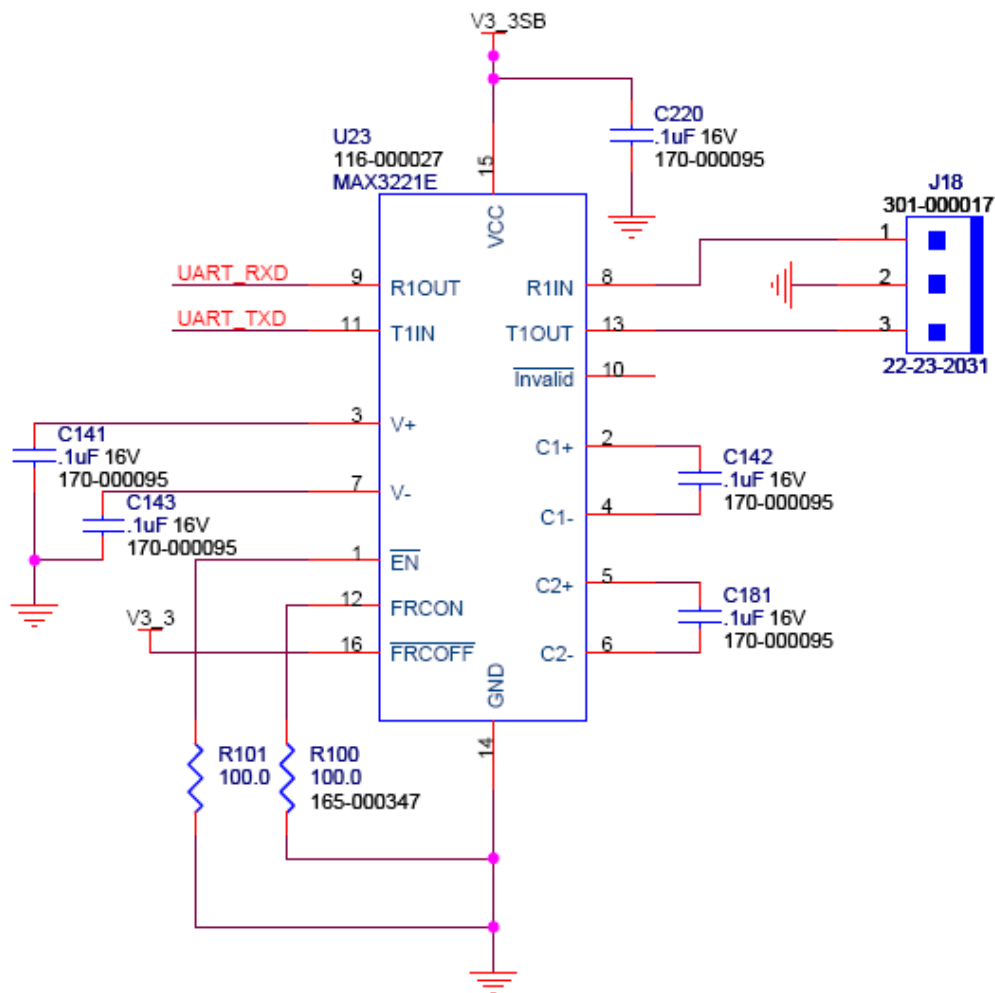 V3_3SB
C220
.1uF 16V
170-000095
U23
116-000027
MAX3221E
15
VCC
J18
301-000017
1
2
3
22-23-2031
UART_RXD
9
R1OUT
R1IN
8
UART_TXD
11
T1IN
T1OUT
13
Invalid
10
3
V+
C141
.1uF 16V
170-000095
C1+
2
C142
.1uF 16V
170-000095
C1-
4
7
V-
C143
.1uF 16V
170-000095
1
EN
C2+
5
C181
.1uF 16V
170-000095
12
FRCON
V3_3
16
FRCOFF
C2-
6
GND
14
R101
100.0
R100
100.0
165-000347